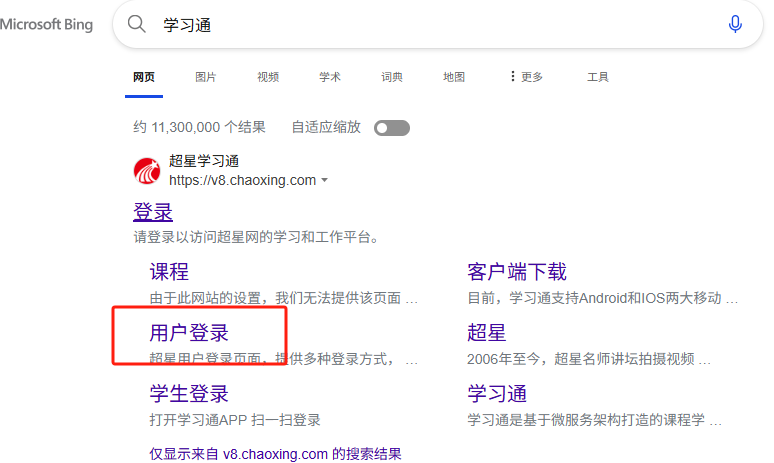 Microsoft Bing
学习通
网页 图片 视频 学术 词典 地图 更多 工具
约 11,300,000 个结果 自适应缩放
超星学习通
https://v8.chaoxing.com
登录
请登录以访问超星网的学习和工作平台。
课程 客户端下载
由于此网站的设置，我们无法提供该页面 … 目前，学习通支持Android和IOS两大移动 …
用户登录 超星
超星用户登录页面，提供多种登录方式， … 2006年至今，超星名师讲坛拍摄视频 …
学生登录 学习通
打开学习通APP 扫一扫登录 学习通是基于微服务架构打造的课程学 …
仅显示来自 v8.chaoxing.com 的搜索结果